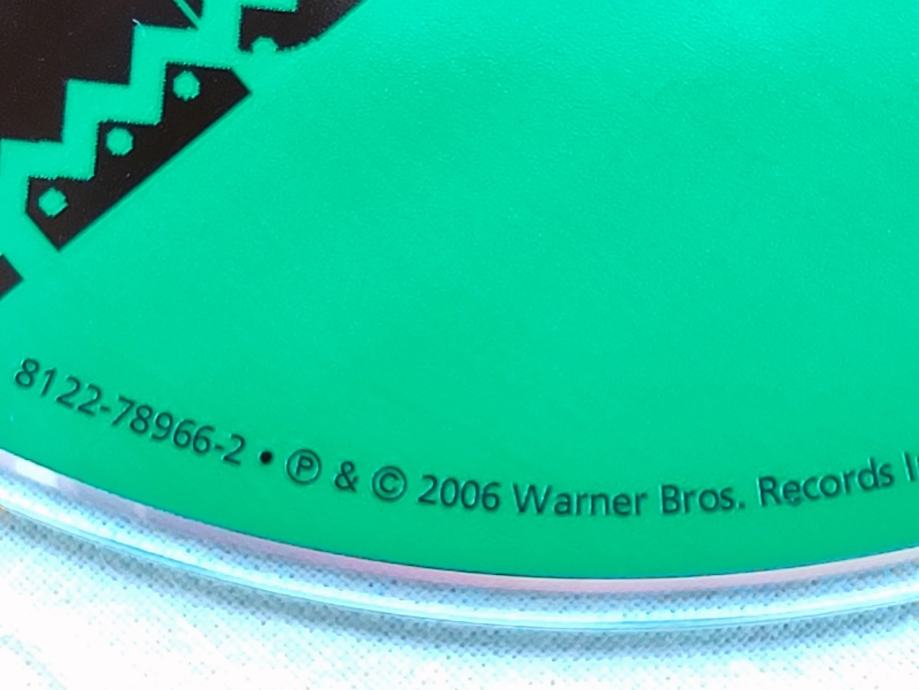 8122-78966-2 • ℗ & © 2006 Warner Bros. Records I